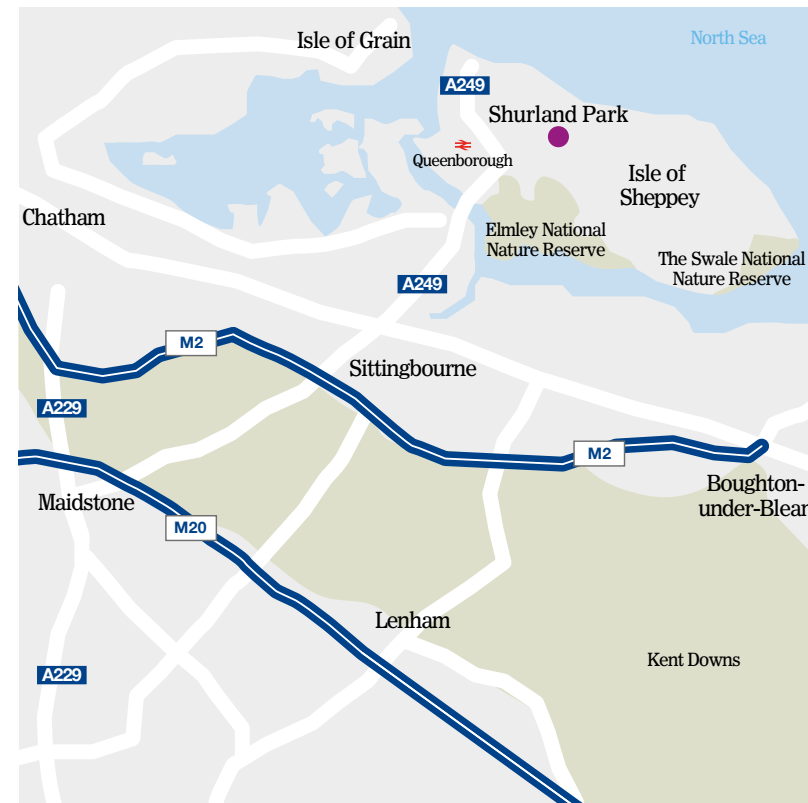 Isle of Grain
North Sea
A249
Shurland Park
Queenborough
Isle of
Sheppey
Chatham
Elmley National
Nature Reserve
The Swale National
Nature Reserve
A249
M2
Sittingbourne
A229
M2
Maidstone
Boughton-
under-Blean
M20
Lenham
Kent Downs
A229